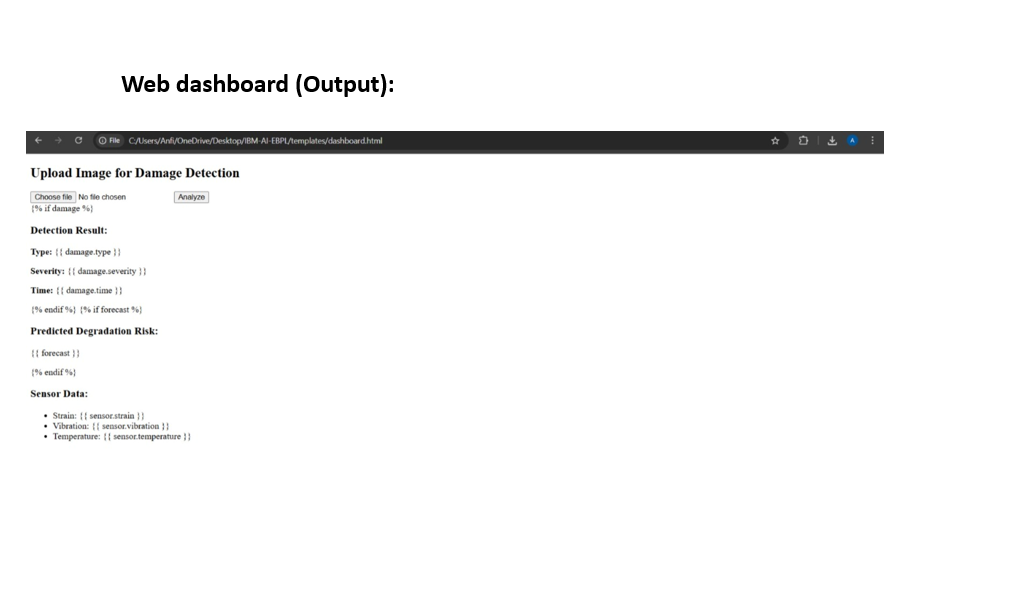 Web dashboard (Output):
File C:/Users/Anfi/OneDrive/Desktop/IBM-AI-EBPL/templates/dashboard.html A
Upload Image for Damage Detection
Choose file No file chosen Analyze
{% if damage %}
Detection Result:
Type: {{ damage.type }}
Severity: {{ damage.severity }}
Time: {{ damage.time }}
{% endif %} {% if forecast %}
Predicted Degradation Risk:
{{ forecast }}
{% endif %}
Sensor Data:
• Strain: {{ sensor.strain }}
• Vibration: {{ sensor.vibration }}
• Temperature: {{ sensor.temperature }}